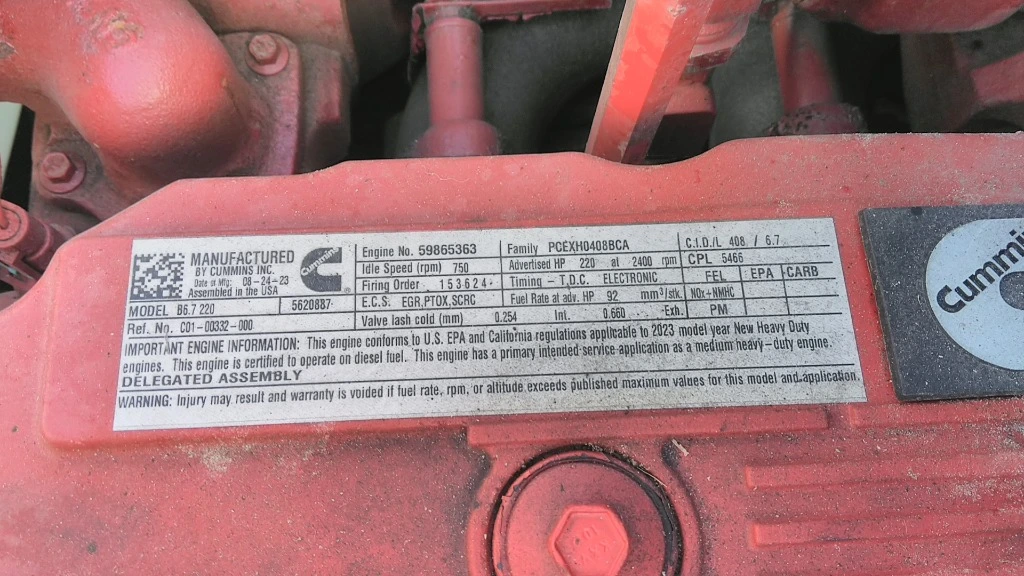 MANUFACTURED
BY CUMMINS INC.
Date of Mfg: 08-24-23
Assembled in the USA
Cummins
MODEL B6.7 220 5620887-
Ref. No. C01-00332-000
Engine No. 59865363
Idle Speed (rpm) 750
Firing Order 153624-
E.C.S. EGR,PTOX,SCRC
Valve lash cold (mm) 0.254 Int. 0.660 -Exh.
Family PCEXH0408BCA
Advertised HP 220 at 2400 rpm
Timing - T.D.C. ELECTRONIC
Fuel Rate at adv. HP 92 mm³/stk.
C.I.D./L 408 / 6.7
CPL 5466
FEL EPA CARB
NOx+NMHC
PM
IMPORTANT ENGINE INFORMATION: This engine conforms to U.S. EPA and California regulations applicable to 2023 model year New Heavy Duty
engines. This engine is certified to operate on diesel fuel. This engine has a primary intended service application as a medium heavy-duty engine.
DELEGATED ASSEMBLY
WARNING: Injury may result and warranty is voided if fuel rate, rpm, or altitude exceeds published maximum values for this model and application.
Cummin